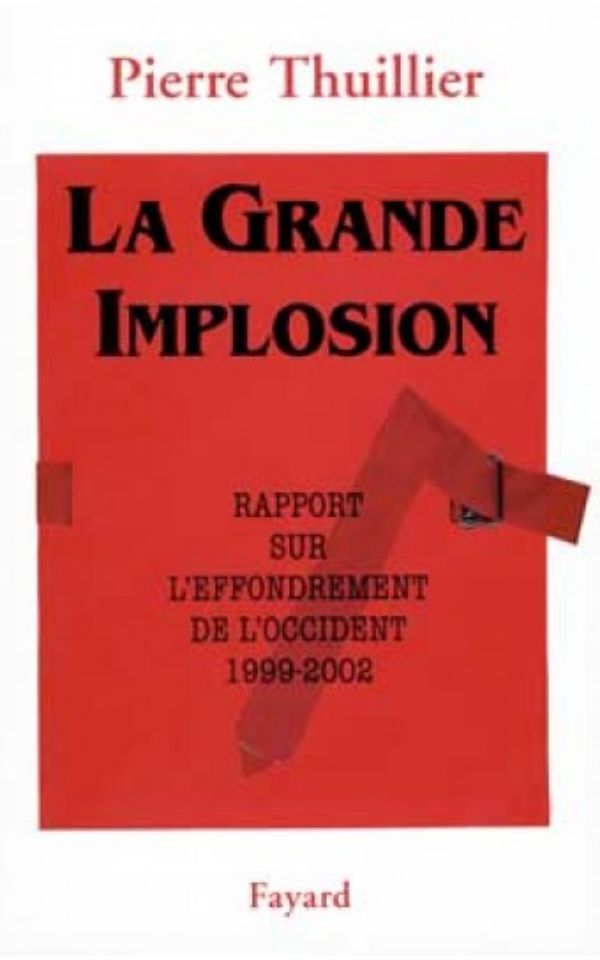 Pierre Thuillier
LA GRANDE
IMPLOSION
RAPPORT
SUR
L'EFFONDREMENT
DE L'OCCIDENT
1999-2002
Fayard